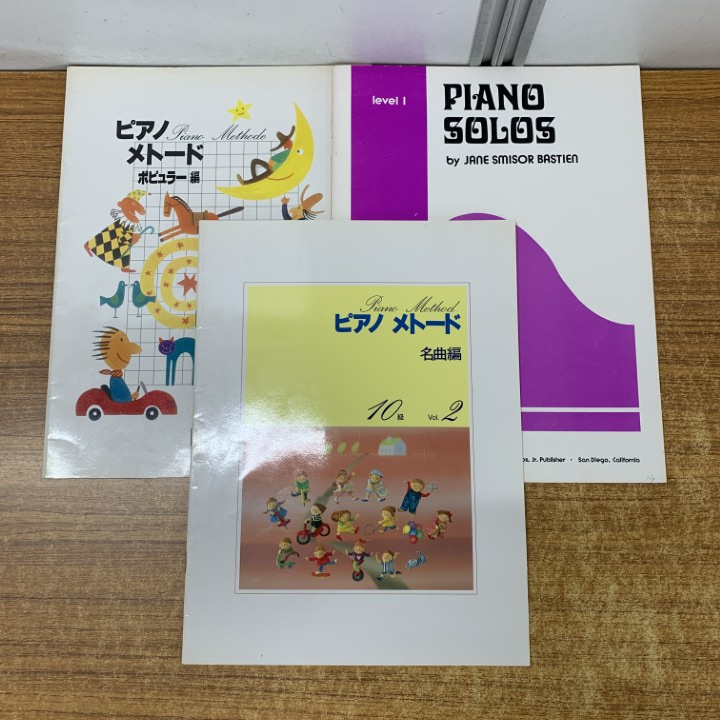 ピアノ Piano Methode
メトード
ポピュラー 編
level 1
PIANO
SOLOS
by JANE SMISOR BASTIEN
os. Jr. Publisher · San Diego, California
Piano Method
ピアノ メトード
名曲編
10級 Vol. 2